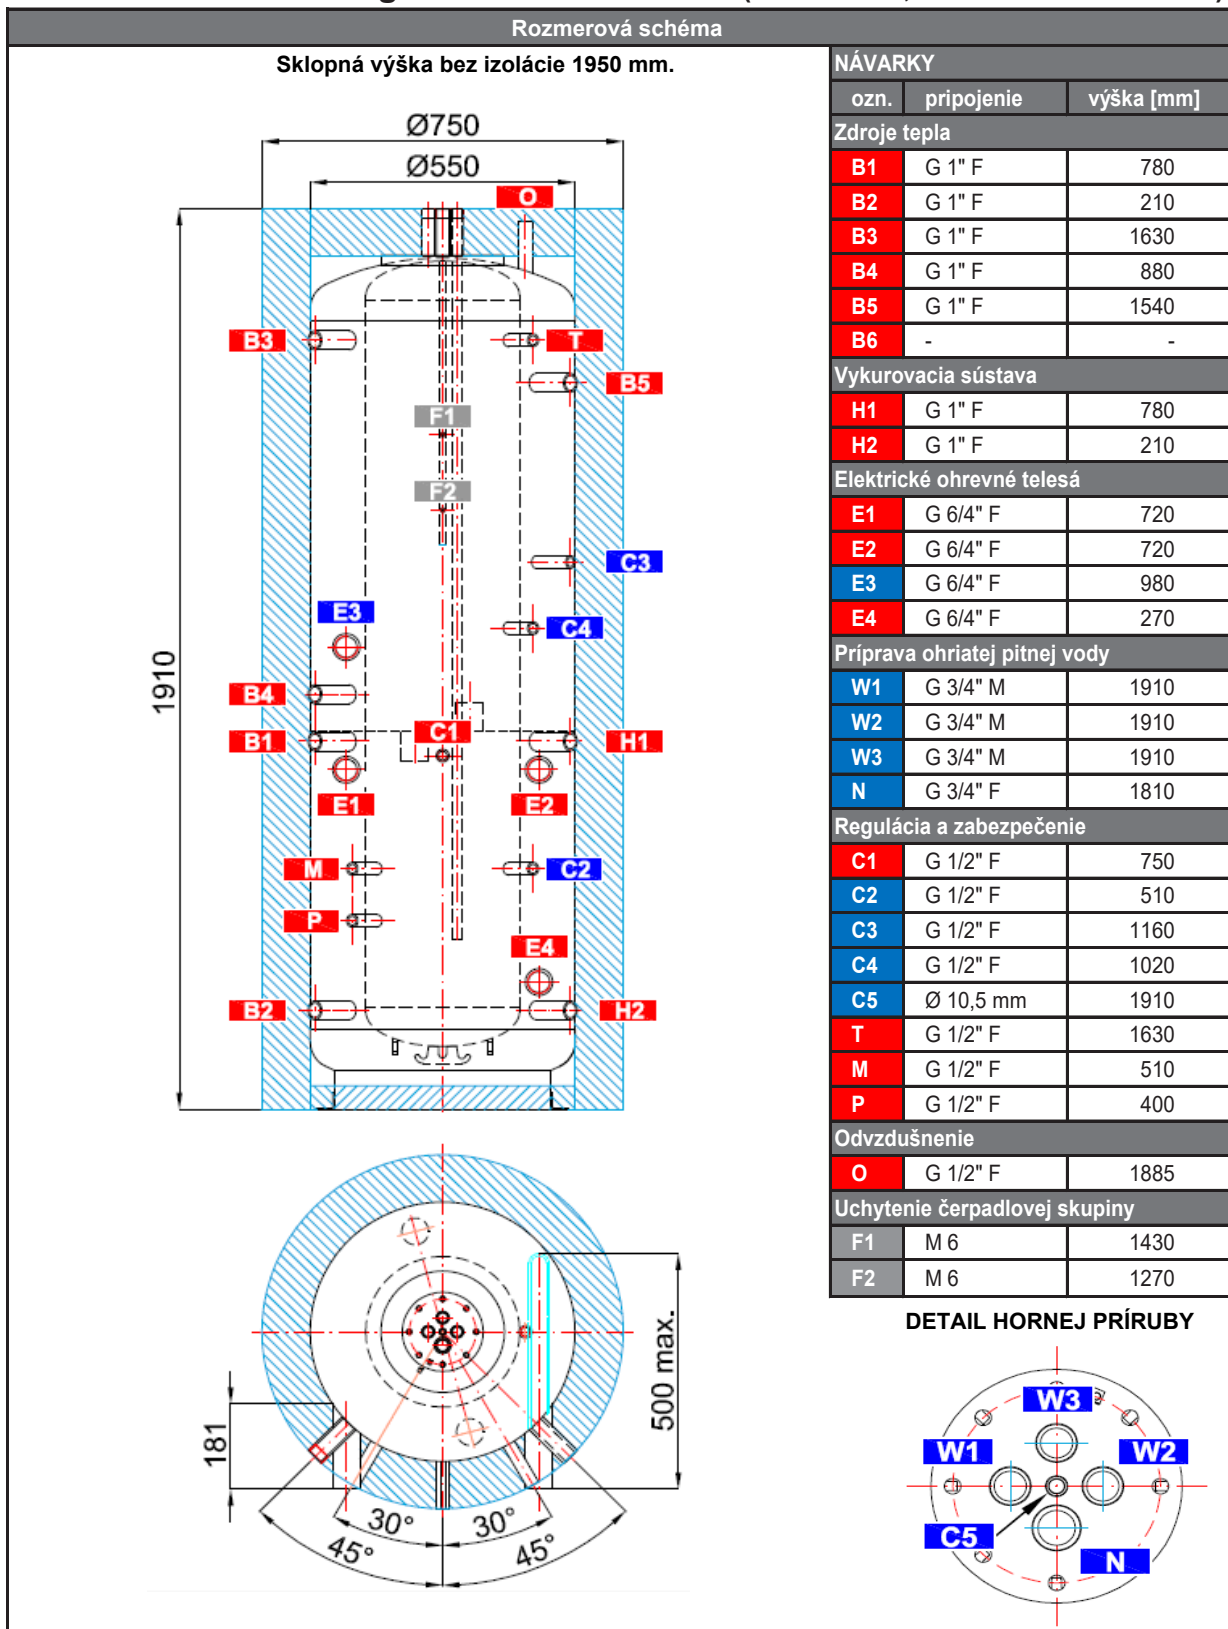 Rozmerová schéma
Sklopná výška bez izolácie 1950 mm.
Ø750
Ø550
O
B3
T
B5
F1
F2
C3
E3
C4
1910
B4
C1
B1
H1
E1
E2
M
C2
P
E4
B2
H2
500 max.
181
30°
30°
45°
45°
NÁVARKY
ozn. pripojenie výška [mm]
Zdroje tepla
B1 G 1" F 780
B2 G 1" F 210
B3 G 1" F 1630
B4 G 1" F 880
B5 G 1" F 1540
B6 - -
Vykurovacia sústava
H1 G 1" F 780
H2 G 1" F 210
Elektrické ohrevné telesá
E1 G 6/4" F 720
E2 G 6/4" F 720
E3 G 6/4" F 980
E4 G 6/4" F 270
Príprava ohriatej pitnej vody
W1 G 3/4" M 1910
W2 G 3/4" M 1910
W3 G 3/4" M 1910
N G 3/4" F 1810
Regulácia a zabezpečenie
C1 G 1/2" F 750
C2 G 1/2" F 510
C3 G 1/2" F 1160
C4 G 1/2" F 1020
C5 Ø 10,5 mm 1910
T G 1/2" F 1630
M G 1/2" F 510
P G 1/2" F 400
Odvzdušnenie
O G 1/2" F 1885
Uchytenie čerpadlovej skupiny
F1 M 6 1430
F2 M 6 1270
DETAIL HORNEJ PRÍRUBY
W3
W1
W2
C5
N